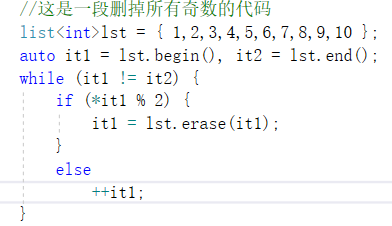 //这是一段删掉所有奇数的代码
list<int>lst = { 1,2,3,4,5,6,7,8,9,10 };
auto it1 = lst.begin(), it2 = lst.end();
while (it1 != it2) {
    if (*it1 % 2) {
        it1 = lst.erase(it1);
    }
    else
        ++it1;
}